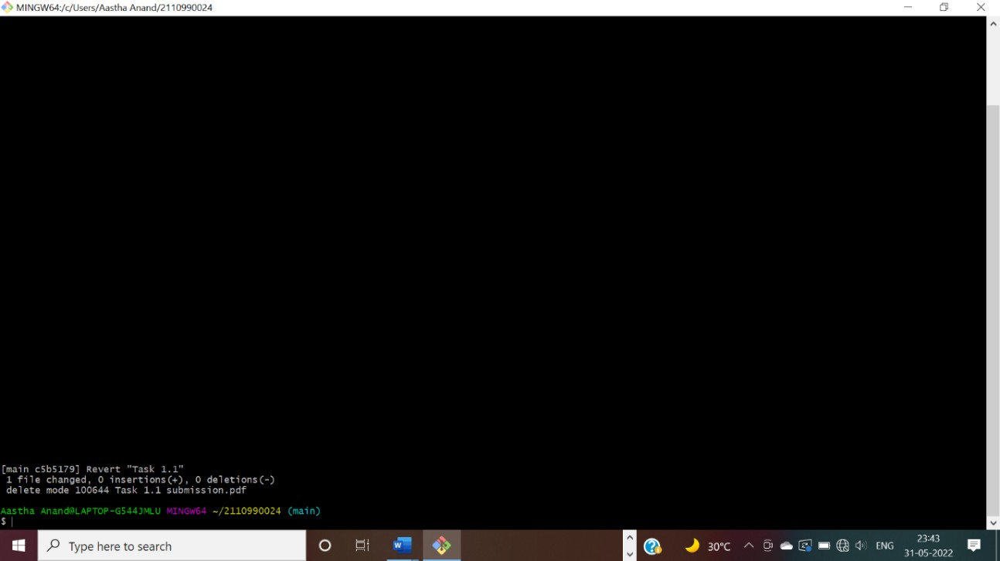 MINGW64:/c/Users/Aastha Anand/2110990024
[main c5b5179] Revert "Task 1.1"
1 file changed, 0 insertions(+), 0 deletions(-)
delete mode 100644 Task 1.1 submission.pdf
Aastha Anand@LAPTOP-G544JMLU MINGW64 ~/2110990024 (main)
$
Type here to search
W
30°C
ENG
23:43
31-05-2022